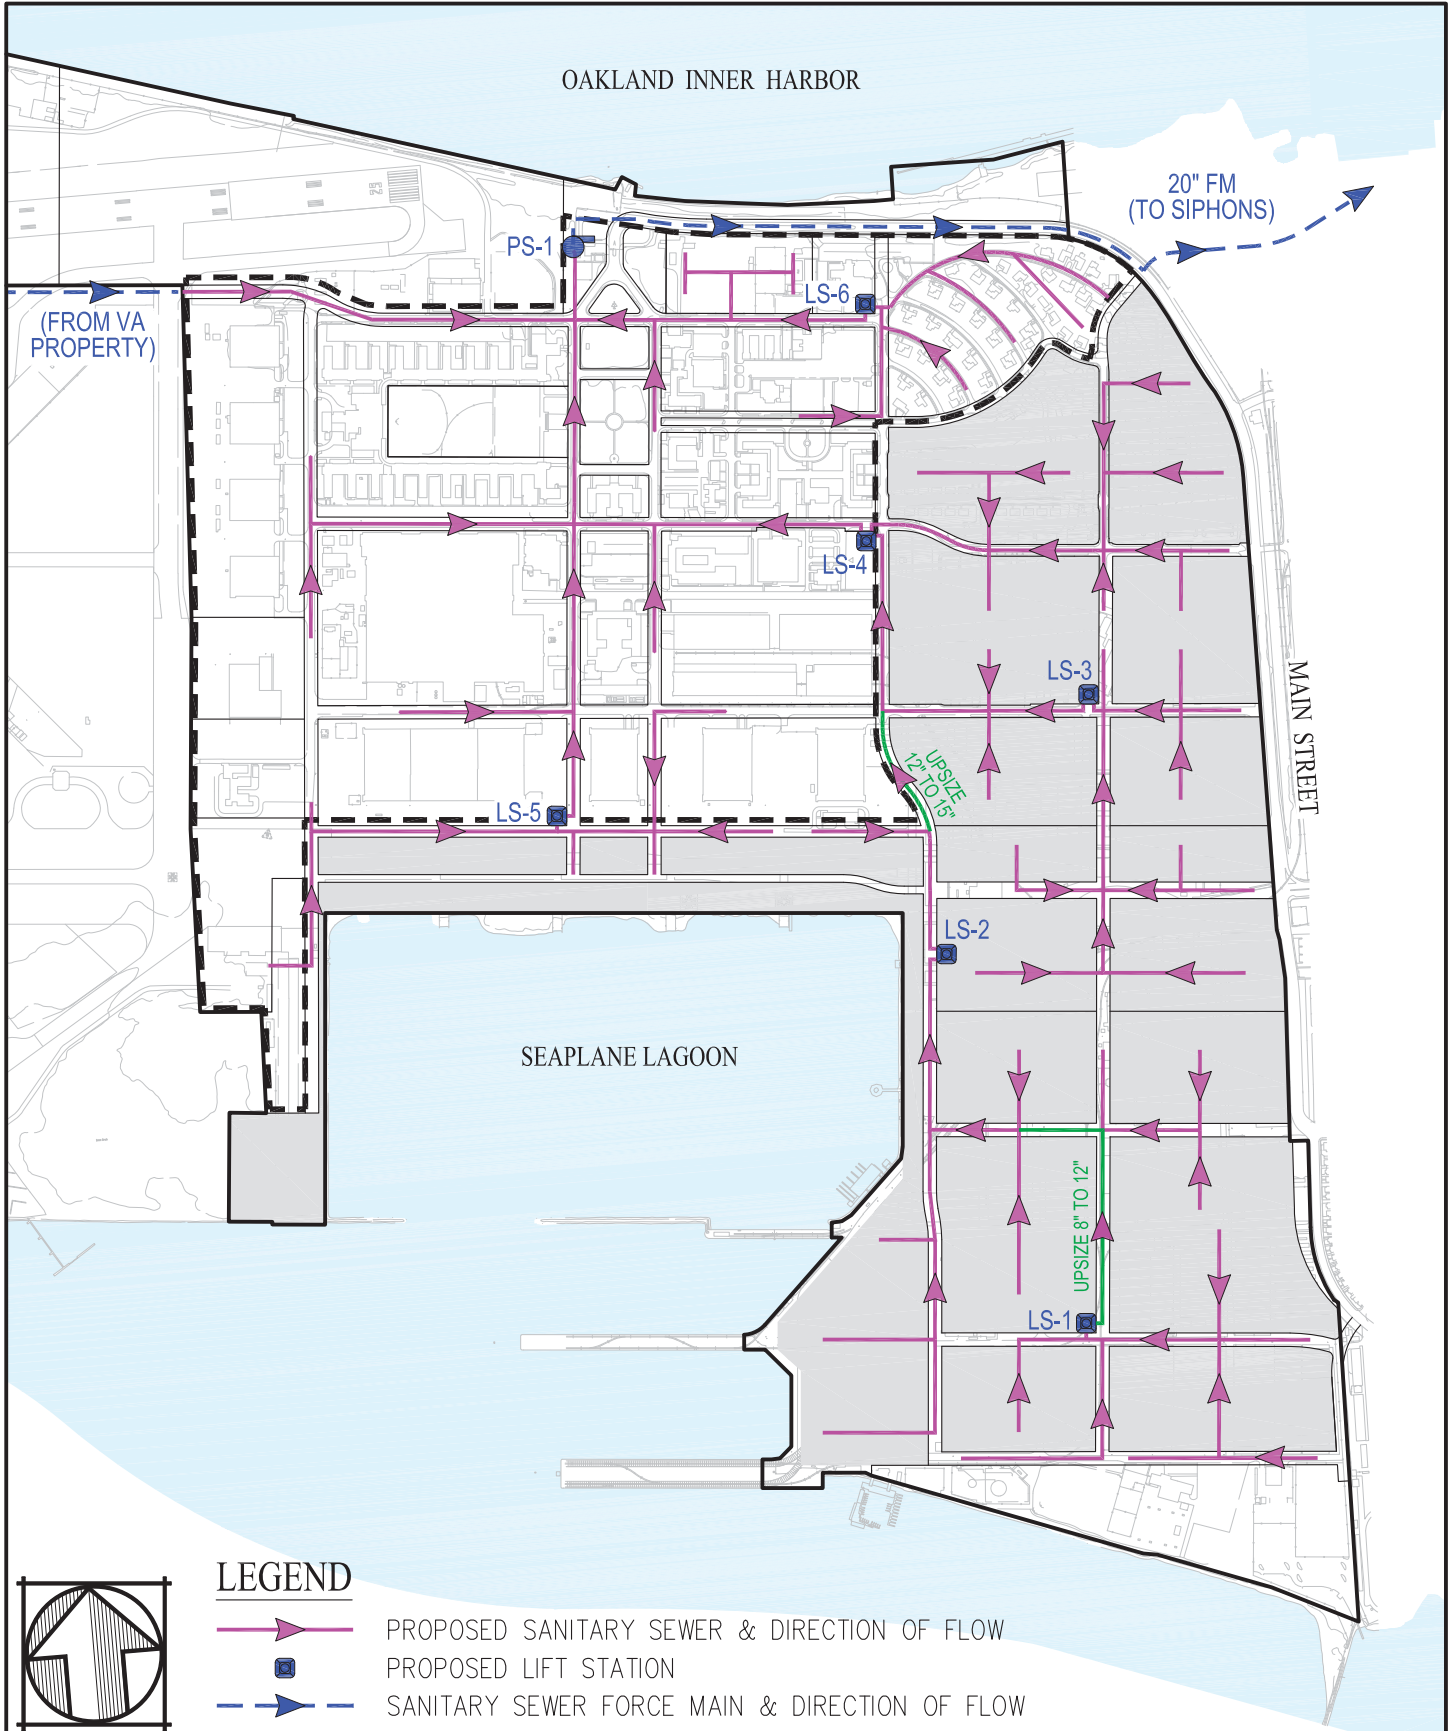 OAKLAND INNER HARBOR
20" FM
(TO SIPHONS)
PS-1
LS-6
(FROM VA
PROPERTY)
LS-4
LS-3
MAIN STREET
UPSIZE
12" TO 15"
LS-5
LS-2
SEAPLANE LAGOON
UPSIZE 8" TO 12"
LS-1
LEGEND
PROPOSED SANITARY SEWER & DIRECTION OF FLOW
PROPOSED LIFT STATION
SANITARY SEWER FORCE MAIN & DIRECTION OF FLOW